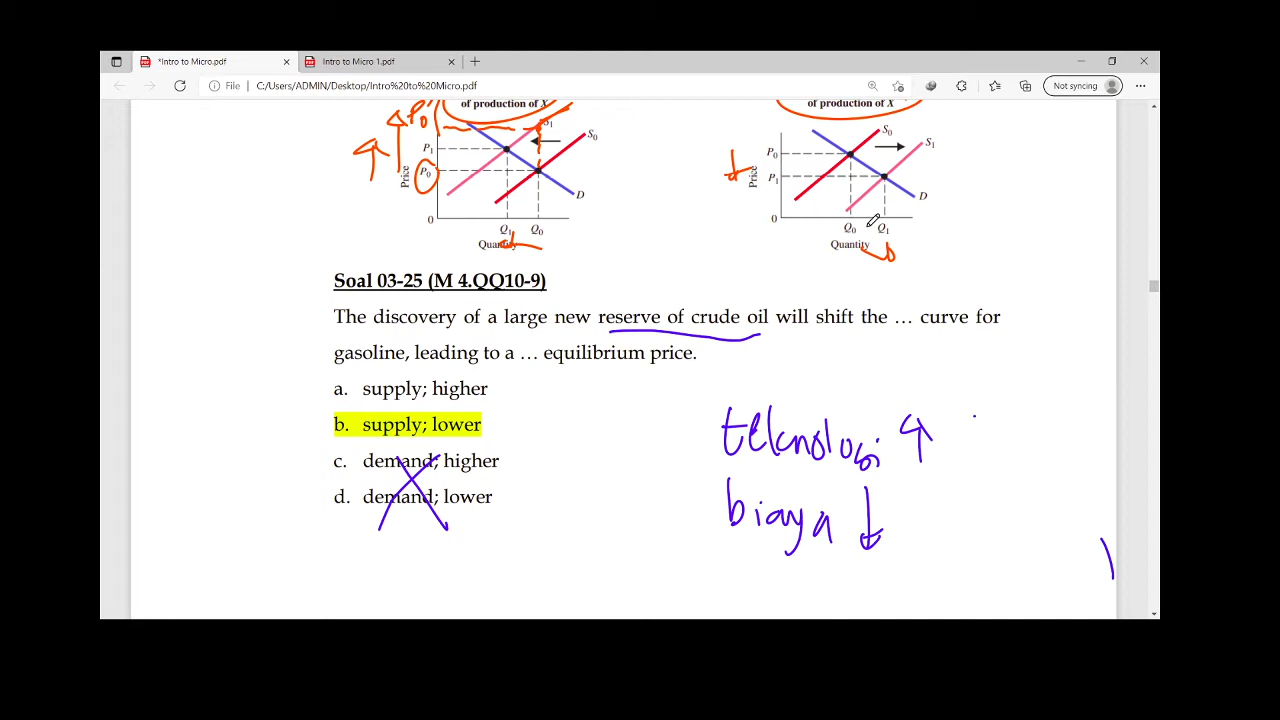 *Intro to Micro.pdf
Intro to Micro 1.pdf
File
C:/Users/ADMIN/Desktop/Intro%20to%20Micro.pdf
Not syncing
of production of X
of production of X
P0
S1
S0
P1
P0
Price
D
0
Q1
Q0
Quantity
S0
S1
P0
P1
Price
D
0
Q0
Q1
Quantity
Soal 03-25 (M 4.QQ10-9)
The discovery of a large new reserve of crude oil will shift the … curve for
gasoline, leading to a … equilibrium price.
a. supply; higher
b. supply; lower
c. demand; higher
d. demand; lower
teknologi
biaya